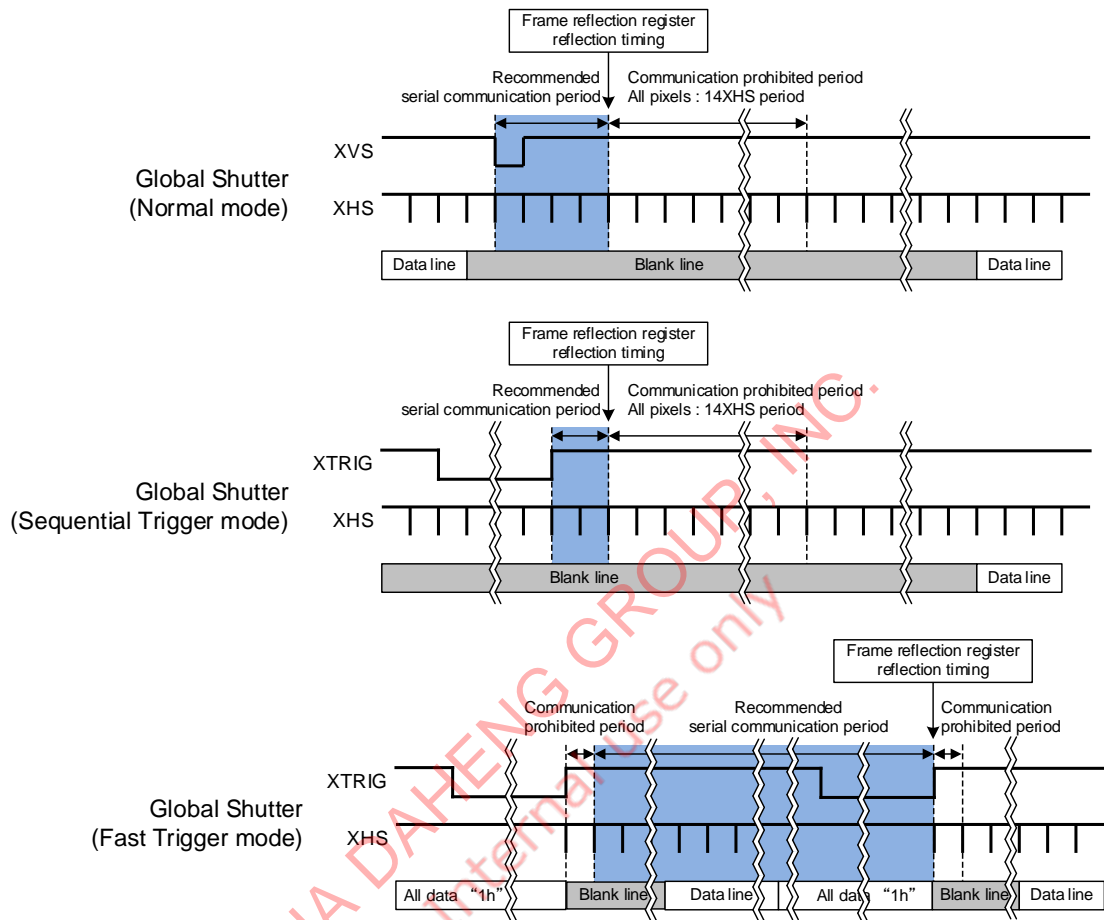 Frame reflection register
reflection timing
Recommended
serial communication period
Communication prohibited period
All pixels : 14XHS period
XVS
Global Shutter
(Normal mode)
XHS
Data line
Blank line
Data line
Frame reflection register
reflection timing
Recommended
serial communication period
Communication prohibited period
All pixels : 14XHS period
XTRIG
Global Shutter
(Sequential Trigger mode)
XHS
Blank line
Data line
Frame reflection register
reflection timing
Communication
prohibited period
Recommended
serial communication period
Communication
prohibited period
XTRIG
Global Shutter
(Fast Trigger mode)
XHS
All data “1h”
Blank line
Data line
All data “1h”
Blank line
Data line
DAHENG GROUP, INC.
Internal use only